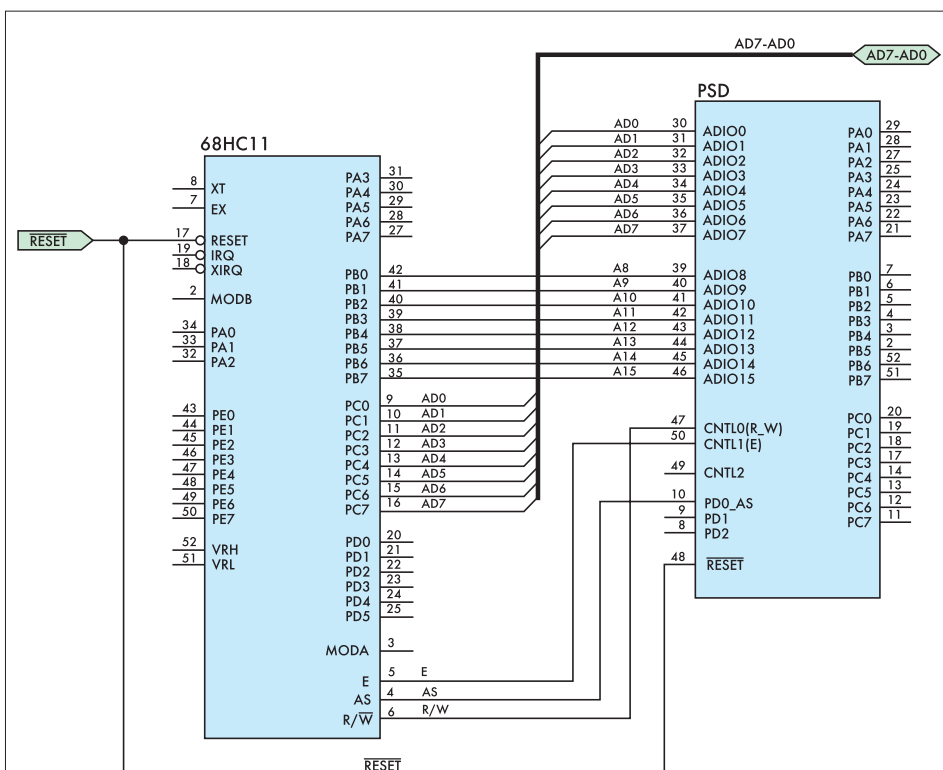 AD7-AD0
AD7-AD0
PSD
68HC11
8 XT
7 EX
RESET
17 RESET
19 IRQ
18 XIRQ
2 MODB
34 PA0
33 PA1
32 PA2
43 PE0
44 PE1
45 PE2
46 PE3
47 PE4
48 PE5
49 PE6
50 PE7
52 VRH
51 VRL
PA3 31
PA4 30
PA5 29
PA6 28
PA7 27
PB0 42
PB1 41
PB2 40
PB3 39
PB4 38
PB5 37
PB6 36
PB7 35
PC0 9 AD0
PC1 10 AD1
PC2 11 AD2
PC3 12 AD3
PC4 13 AD4
PC5 14 AD5
PC6 15 AD6
PC7 16 AD7
PD0 20
PD1 21
PD2 22
PD3 23
PD4 24
PD5 25
MODA 3
E 5 E
AS 4 AS
R/W 6 R/W
AD0 30 ADIO0
AD1 31 ADIO1
AD2 32 ADIO2
AD3 33 ADIO3
AD4 34 ADIO4
AD5 35 ADIO5
AD6 36 ADIO6
AD7 37 ADIO7
A8 39 ADIO8
A9 40 ADIO9
A10 41 ADIO10
A11 42 ADIO11
A12 43 ADIO12
A13 44 ADIO13
A14 45 ADIO14
A15 46 ADIO15
47 CNTL0(R_W)
50 CNTL1(E)
49 CNTL2
10 PD0_AS
9 PD1
8 PD2
48 RESET
PA0 29
PA1 28
PA2 27
PA3 25
PA4 24
PA5 23
PA6 22
PA7 21
PB0 7
PB1 6
PB2 5
PB3 4
PB4 3
PB5 2
PB6 52
PB7 51
PC0 20
PC1 19
PC2 18
PC3 17
PC4 14
PC5 13
PC6 12
PC7 11
RESET